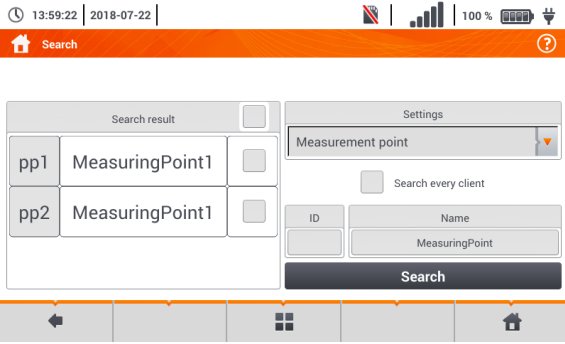 13:59:22 2018-07-22 100 %
Search
?
Search result
Settings
Measurement point
pp1 MeasuringPoint1
Search every client
pp2 MeasuringPoint1
ID Name
MeasuringPoint
Search